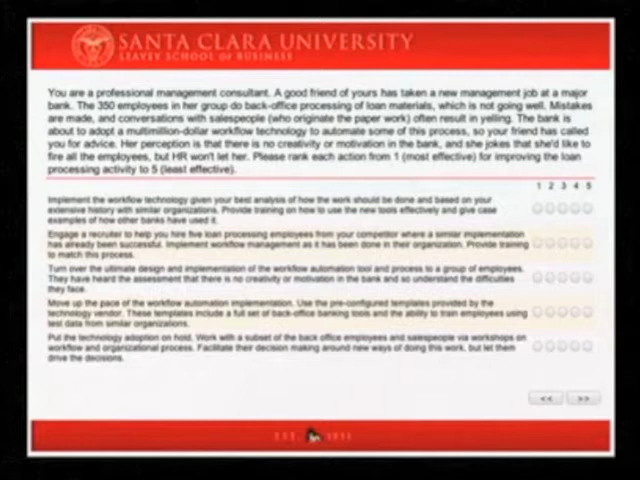 SANTA CLARA UNIVERSITY
LEAVEY SCHOOL OF BUSINESS
You are a professional management consultant. A good friend of yours has taken a new management job at a major
bank. The 350 employees in her group do back-office processing of loan materials, which is not going well. Mistakes
are made, and conversations with salespeople (who originate the paper work) often result in yelling. The bank is
about to adopt a multimillion-dollar workflow technology to automate some of this process, so your friend has called
you for advice. Her perception is that there is no creativity or motivation in the bank, and she jokes that she'd like to
fire all the employees, but HR won't let her. Please rank each action from 1 (most effective) for improving the loan
processing activity to 5 (least effective).
1 2 3 4 5
Implement the workflow technology given your best analysis of how the work should be done and based on your
extensive history with similar organizations. Provide training on how to use the new tools effectively and give case
examples of how other banks have used it.
Engage a recruiter to help you hire five loan processing employees from your competitor where a similar implementation
has already been successful. Implement workflow management as it has been done in their organization. Provide training
to match this process.
Turn over the ultimate design and implementation of the workflow automation tool and process to a group of employees.
They have heard the assessment that there is no creativity or motivation in the bank and so understand the difficulties
they face.
Move up the pace of the workflow automation implementation. Use the pre-configured templates provided by the
technology vendor. These templates include a full set of back-office banking tools and the ability to train employees using
test data from similar organizations.
Put the technology adoption on hold. Work with a subset of the back office employees and salespeople via workshops on
workflow and organizational process. Facilitate their decision making around new ways of doing this work, but let them
drive the decisions.
<< >>
EST. 1851